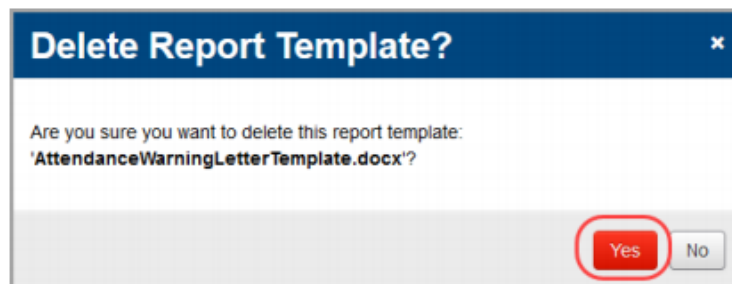 Delete Report Template?
×
Are you sure you want to delete this report template:
'AttendanceWarningLetterTemplate.docx'?
Yes No